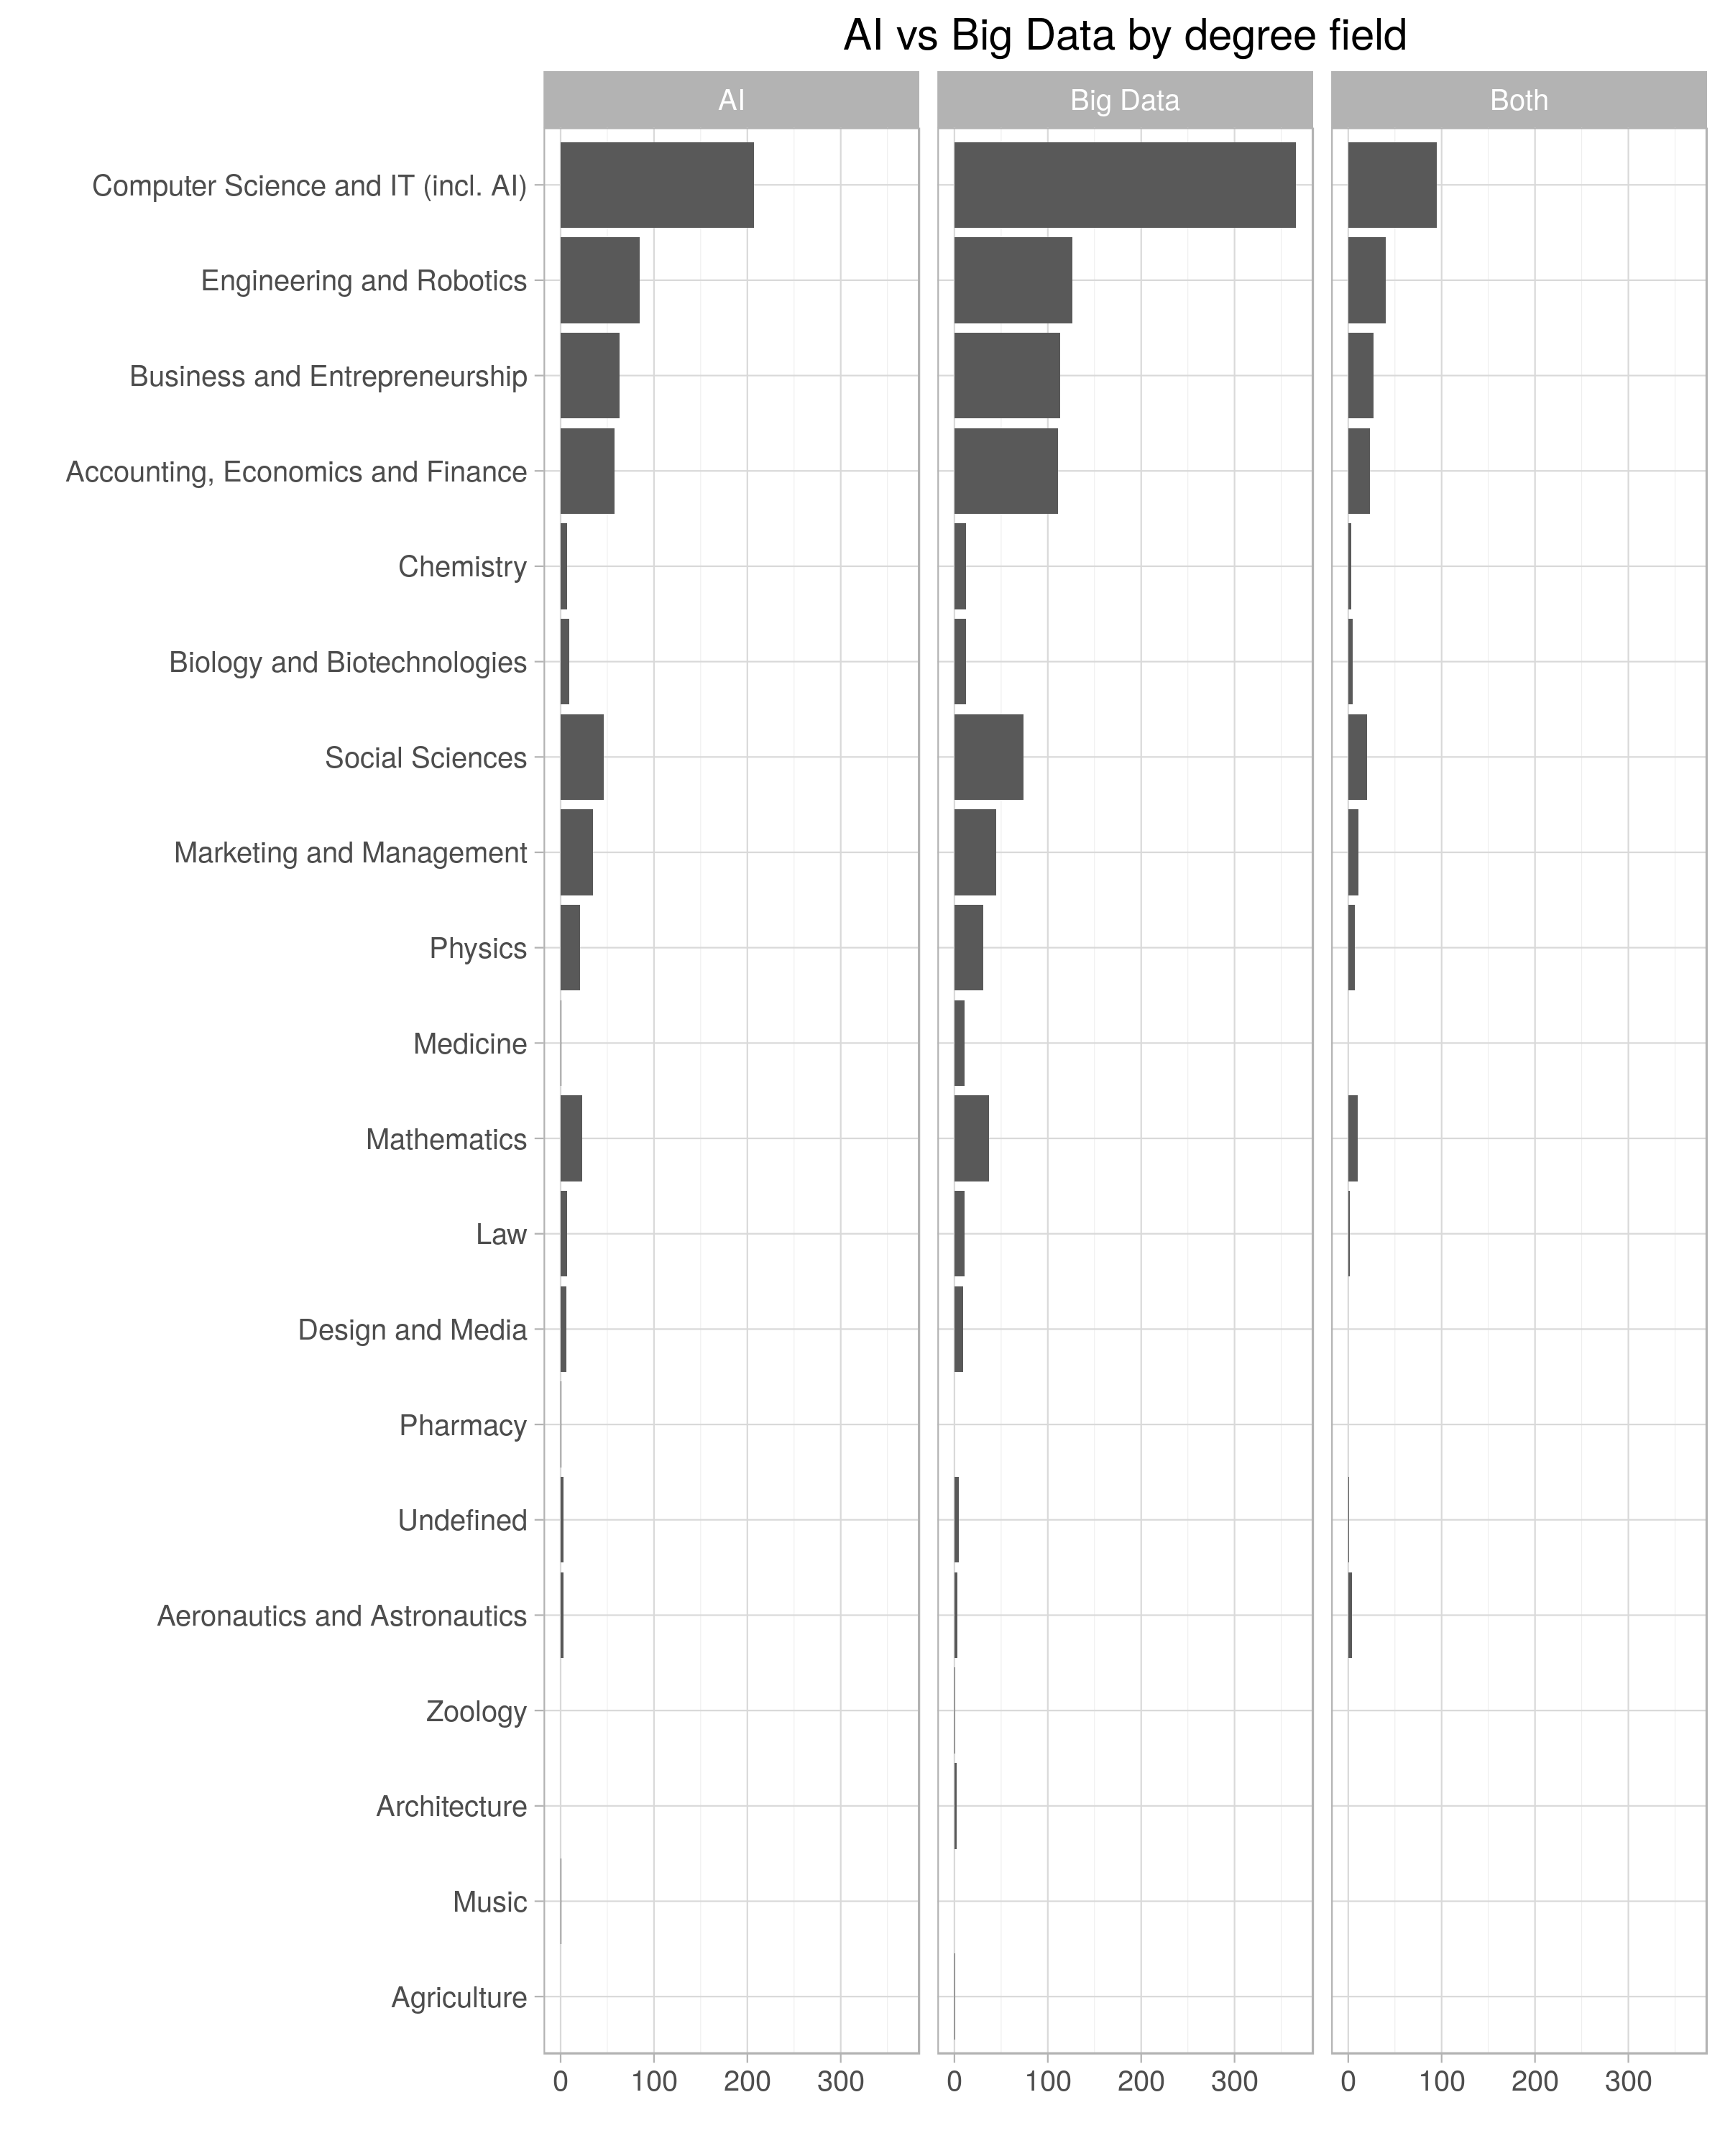 AI vs Big Data by degree field
AI
Big Data
Both
Computer Science and IT (incl. AI)
Engineering and Robotics
Business and Entrepreneurship
Accounting, Economics and Finance
Chemistry
Biology and Biotechnologies
Social Sciences
Marketing and Management
Physics
Medicine
Mathematics
Law
Design and Media
Pharmacy
Undefined
Aeronautics and Astronautics
Zoology
Architecture
Music
Agriculture
0 100 200 300
0 100 200 300
0 100 200 300